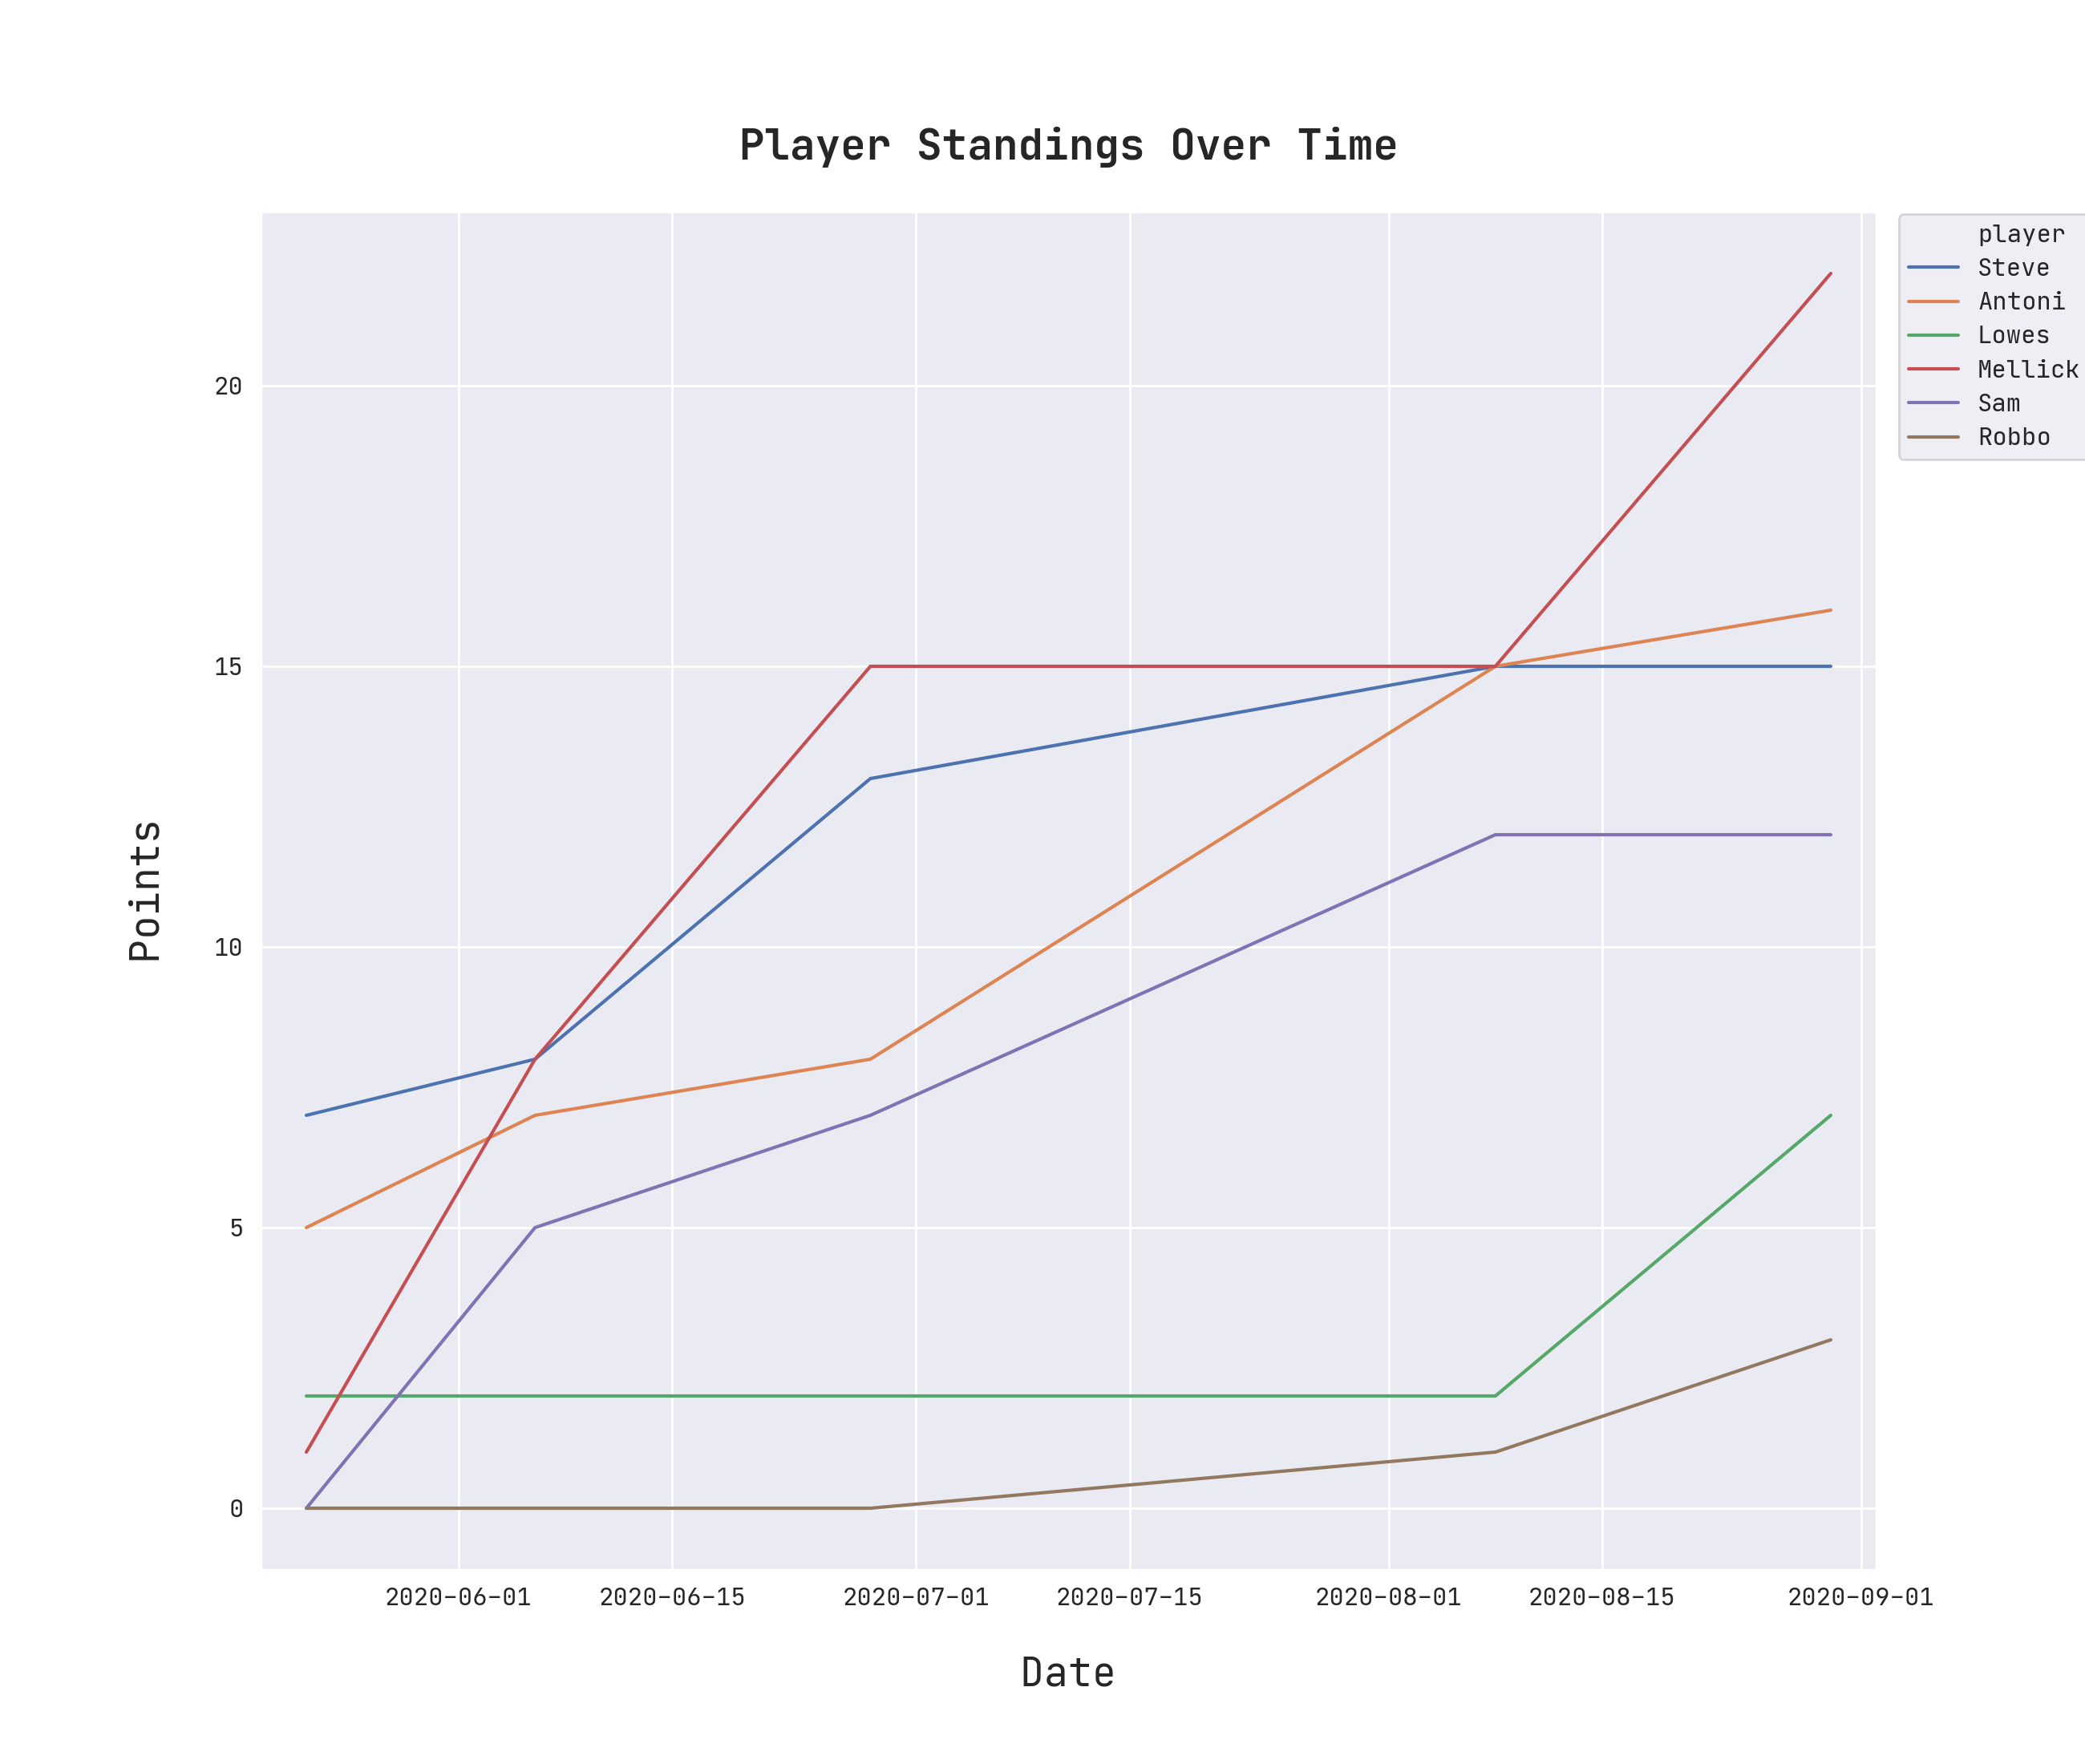 Player Standings Over Time
player
Steve
Antoni
Lowes
Mellick
Sam
Robbo
20
15
10
5
0
Points
2020-06-01 2020-06-15 2020-07-01 2020-07-15 2020-08-01 2020-08-15 2020-09-01
Date